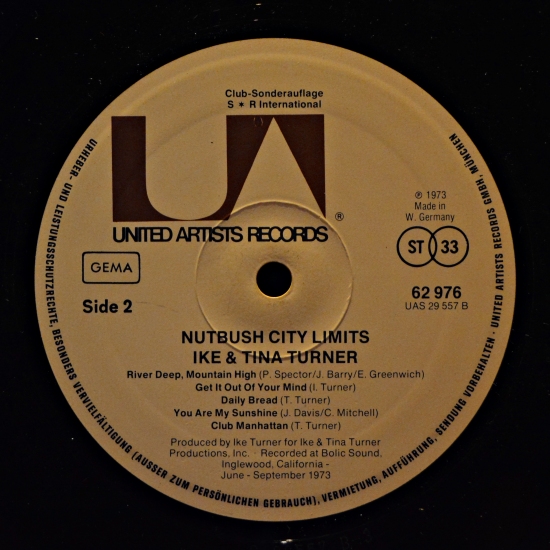 Club-Sonderauflage
S ✶ R International
UA
®
UNITED ARTISTS RECORDS
℗ 1973
Made in
W. Germany
GEMA
ST 33
Side 2
62 976
UAS 29 557 B
NUTBUSH CITY LIMITS
IKE & TINA TURNER
River Deep, Mountain High (P. Spector/J. Barry/E. Greenwich)
Get It Out Of Your Mind (I. Turner)
Daily Bread (T. Turner)
You Are My Sunshine (J. Davis/C. Mitchell)
Club Manhattan (T. Turner)
Produced by Ike Turner for Ike & Tina Turner
Productions, Inc. · Recorded at Bolic Sound,
Inglewood, California -
June - September 1973
URHEBER- UND LEISTUNGSSCHUTZRECHTE, BESONDERS VERVIELFÄLTIGUNG (AUSSER ZUM PERSÖNLICHEN GEBRAUCH), VERMIETUNG, AUFFÜHRUNG, SENDUNG VORBEHALTEN · UNITED ARTISTS RECORDS GMBH, MÜNCHEN